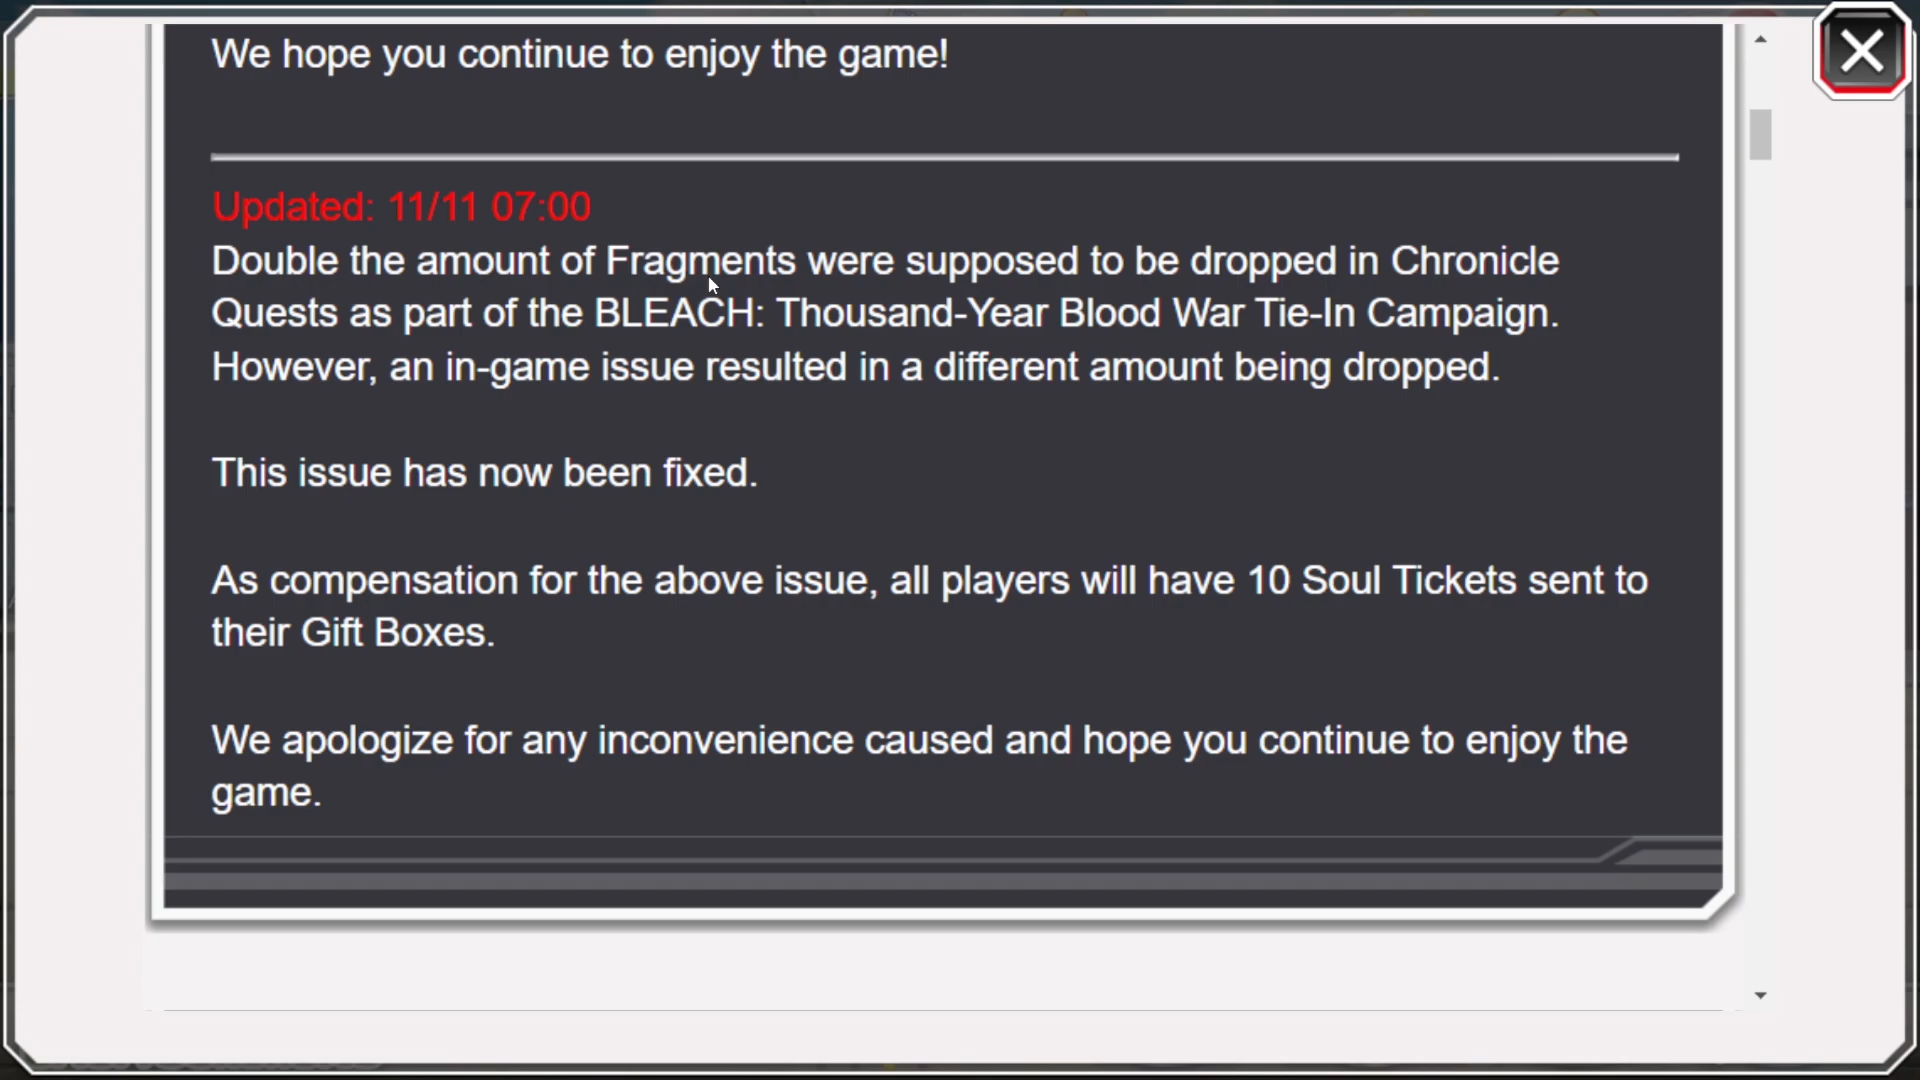 We hope you continue to enjoy the game!
Updated: 11/11 07:00
Double the amount of Fragments were supposed to be dropped in Chronicle
Quests as part of the BLEACH: Thousand-Year Blood War Tie-In Campaign.
However, an in-game issue resulted in a different amount being dropped.
This issue has now been fixed.
As compensation for the above issue, all players will have 10 Soul Tickets sent to
their Gift Boxes.
We apologize for any inconvenience caused and hope you continue to enjoy the
game.